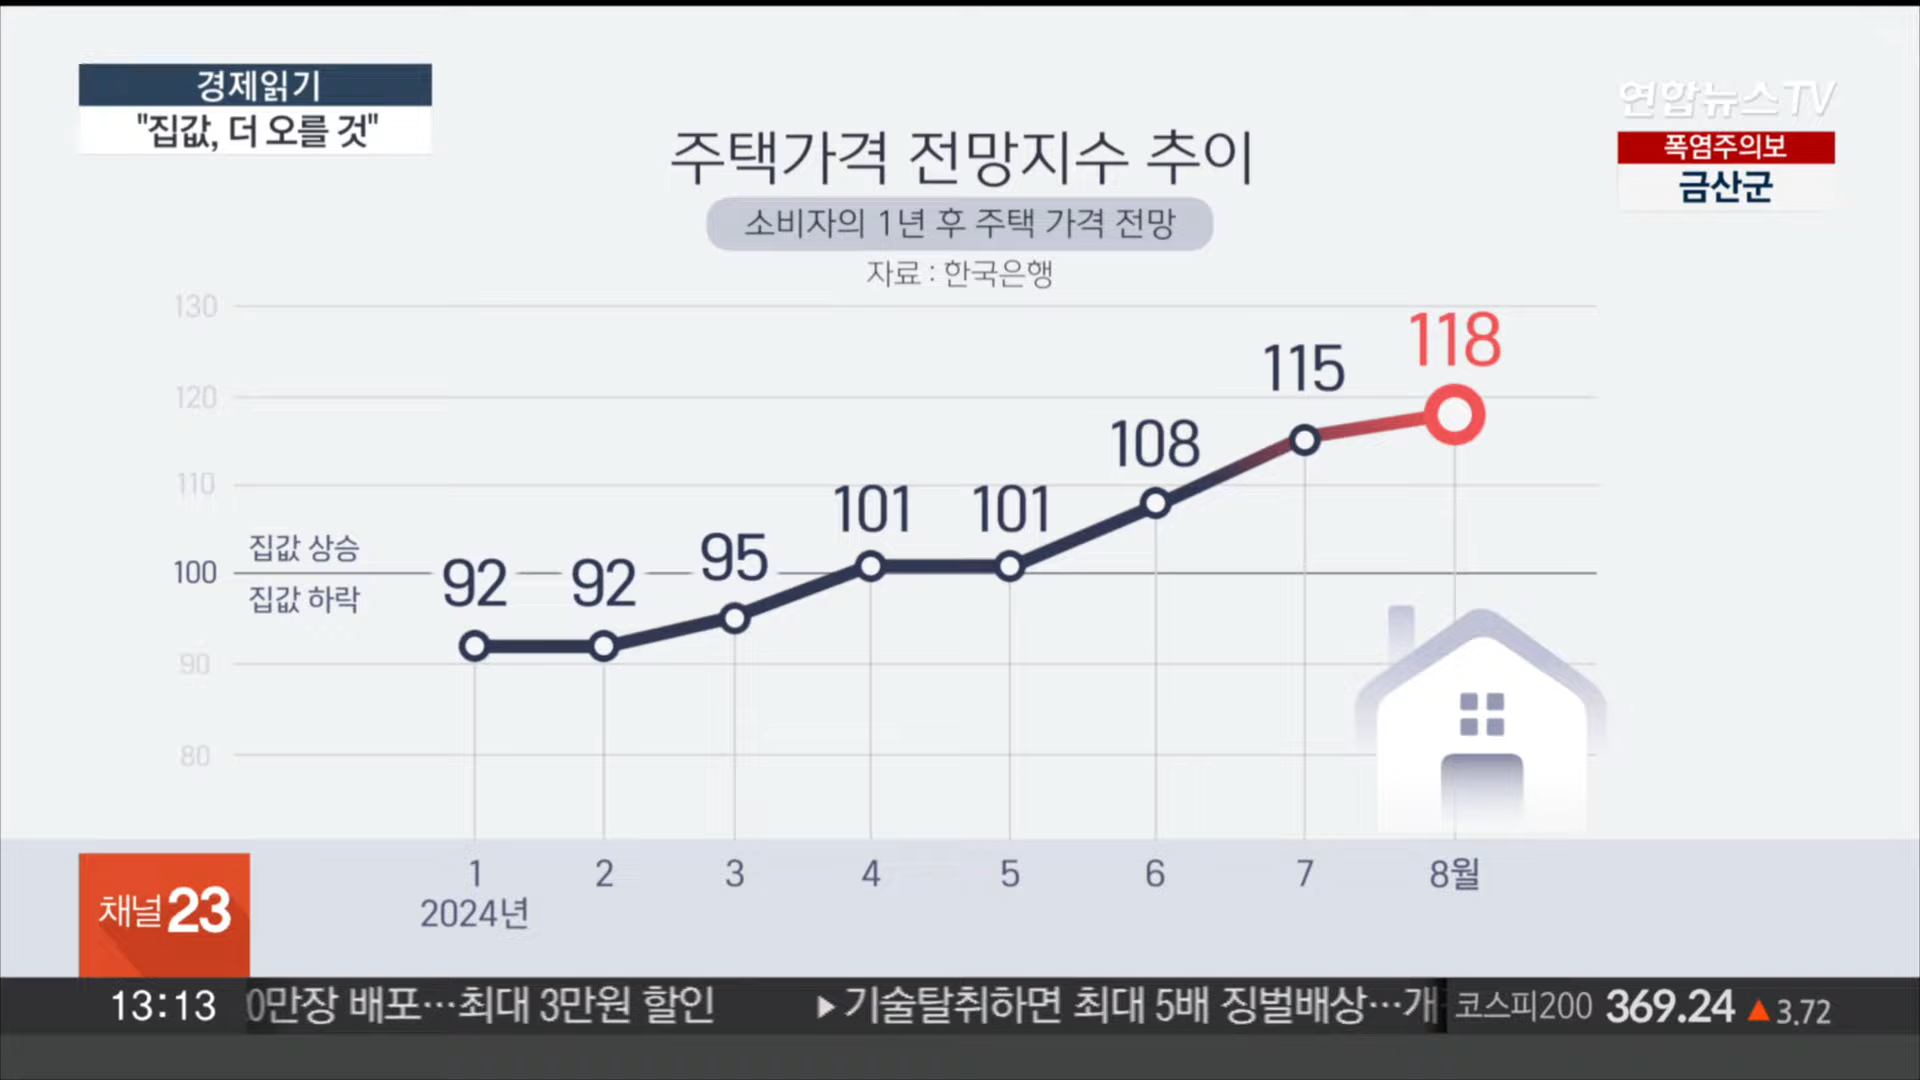 경제읽기
"집값, 더 오를 것"
연합뉴스TV
폭염주의보
금산군
주택가격 전망지수 추이
소비자의 1년 후 주택 가격 전망
자료 : 한국은행
130
120
110
100
90
80
집값 상승
집값 하락
92
92
95
101
101
108
115
118
1
2
3
4
5
6
7
8월
2024년
채널23
13:13
0만장 배포…최대 3만원 할인
▶기술탈취하면 최대 5배 징벌배상…개
코스피200 369.24 ▲3.72